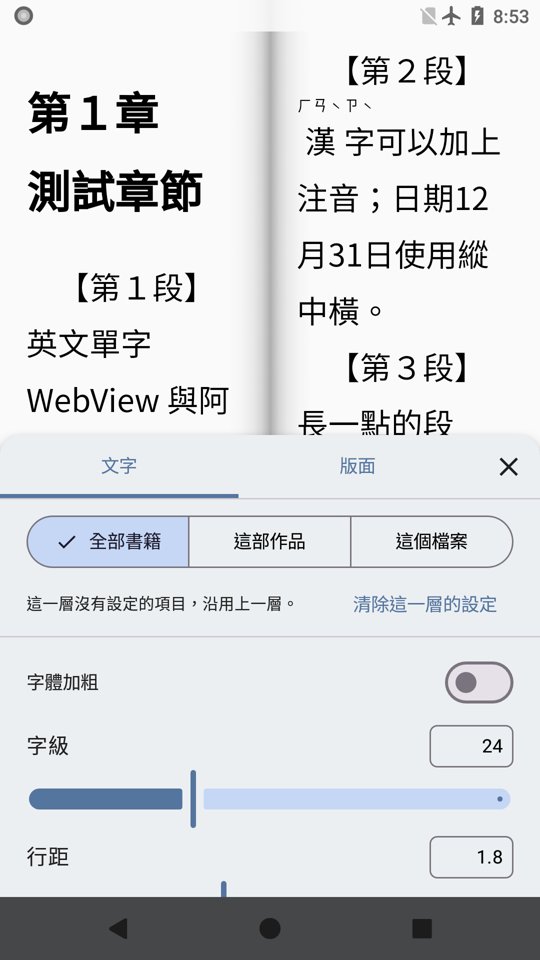 8:53
第１章
測試章節
【第１段】
英文單字
WebView 與阿
【第２段】
ㄏㄢˋㄗˋ
漢字可以加上
注音；日期12
月31日使用縱
中橫。
【第３段】
長一點的段
文字
版面
全部書籍
這部作品
這個檔案
這一層沒有設定的項目，沿用上一層。
清除這一層的設定
字體加粗
字級
24
行距
1.8